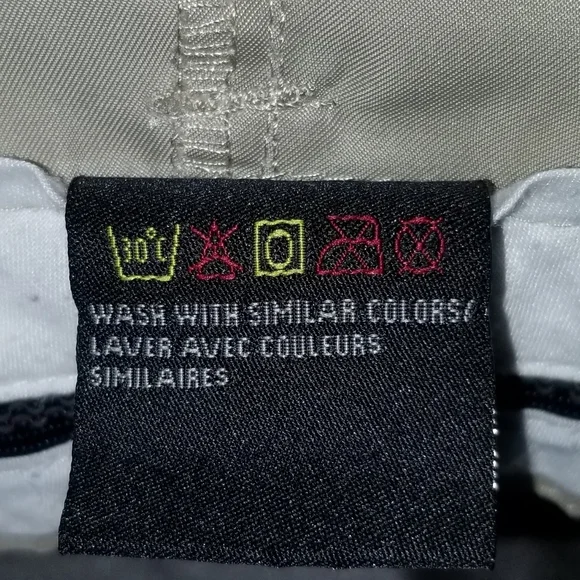 30°C
WASH WITH SIMILAR COLORS/
LAVER AVEC COULEURS
SIMILAIRES